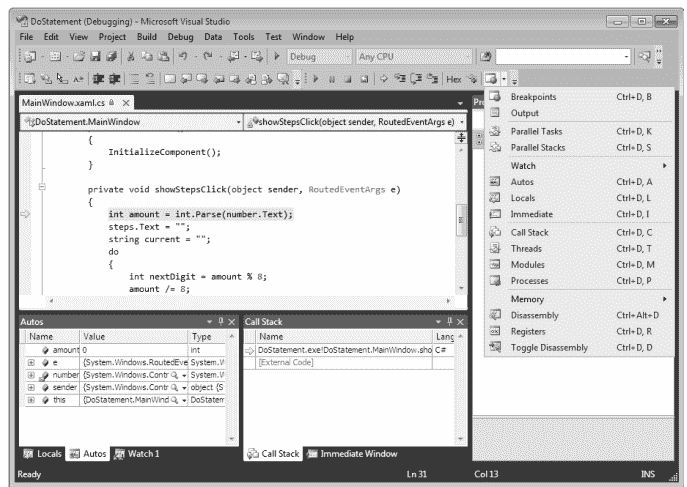 DoStatement (Debugging) - Microsoft Visual Studio
File Edit View Project Build Debug Data Tools Test Window Help
Debug Any CPU
Hex
MainWindow.xaml.cs
DoStatement.MainWindow showStepsClick(object sender, RoutedEventArgs e)
{
InitializeComponent();
}
private void showStepsClick(object sender, RoutedEventArgs e)
{
int amount = int.Parse(number.Text);
steps.Text = "";
string current = "";
do
{
int nextDigit = amount % 8;
amount /= 8;
Breakpoints Ctrl+D, B
Output
Parallel Tasks Ctrl+D, K
Parallel Stacks Ctrl+D, S
Watch
Autos Ctrl+D, A
Locals Ctrl+D, L
Immediate Ctrl+D, I
Call Stack Ctrl+D, C
Threads Ctrl+D, T
Modules Ctrl+D, M
Processes Ctrl+D, P
Memory
Disassembly Ctrl+Alt+D
Registers Ctrl+D, R
Toggle Disassembly Ctrl+D, D
Autos
Name Value Type
amount 0 int
e {System.Windows.RoutedEve System.W
number {System.Windows.Contr System.W
sender {System.Windows.Contr object {S
this {DoStatement.MainWind DoStatem
Locals Autos Watch 1
Call Stack
Name Lang
DoStatement.exe!DoStatement.MainWindow.sho C#
[External Code]
Call Stack Immediate Window
Ready Ln 31 Col 13 INS